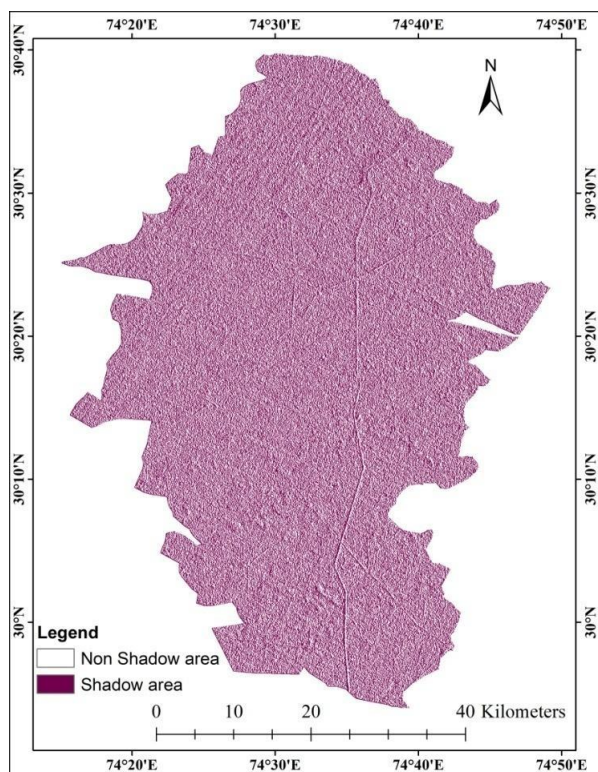 74°20'E 74°30'E 74°40'E 74°50'E
N
30°40'N 30°40'N
30°30'N 30°30'N
30°20'N 30°20'N
30°10'N 30°10'N
30°N 30°N
Legend
Non Shadow area
Shadow area
0 10 20 40 Kilometers
74°20'E 74°30'E 74°40'E 74°50'E